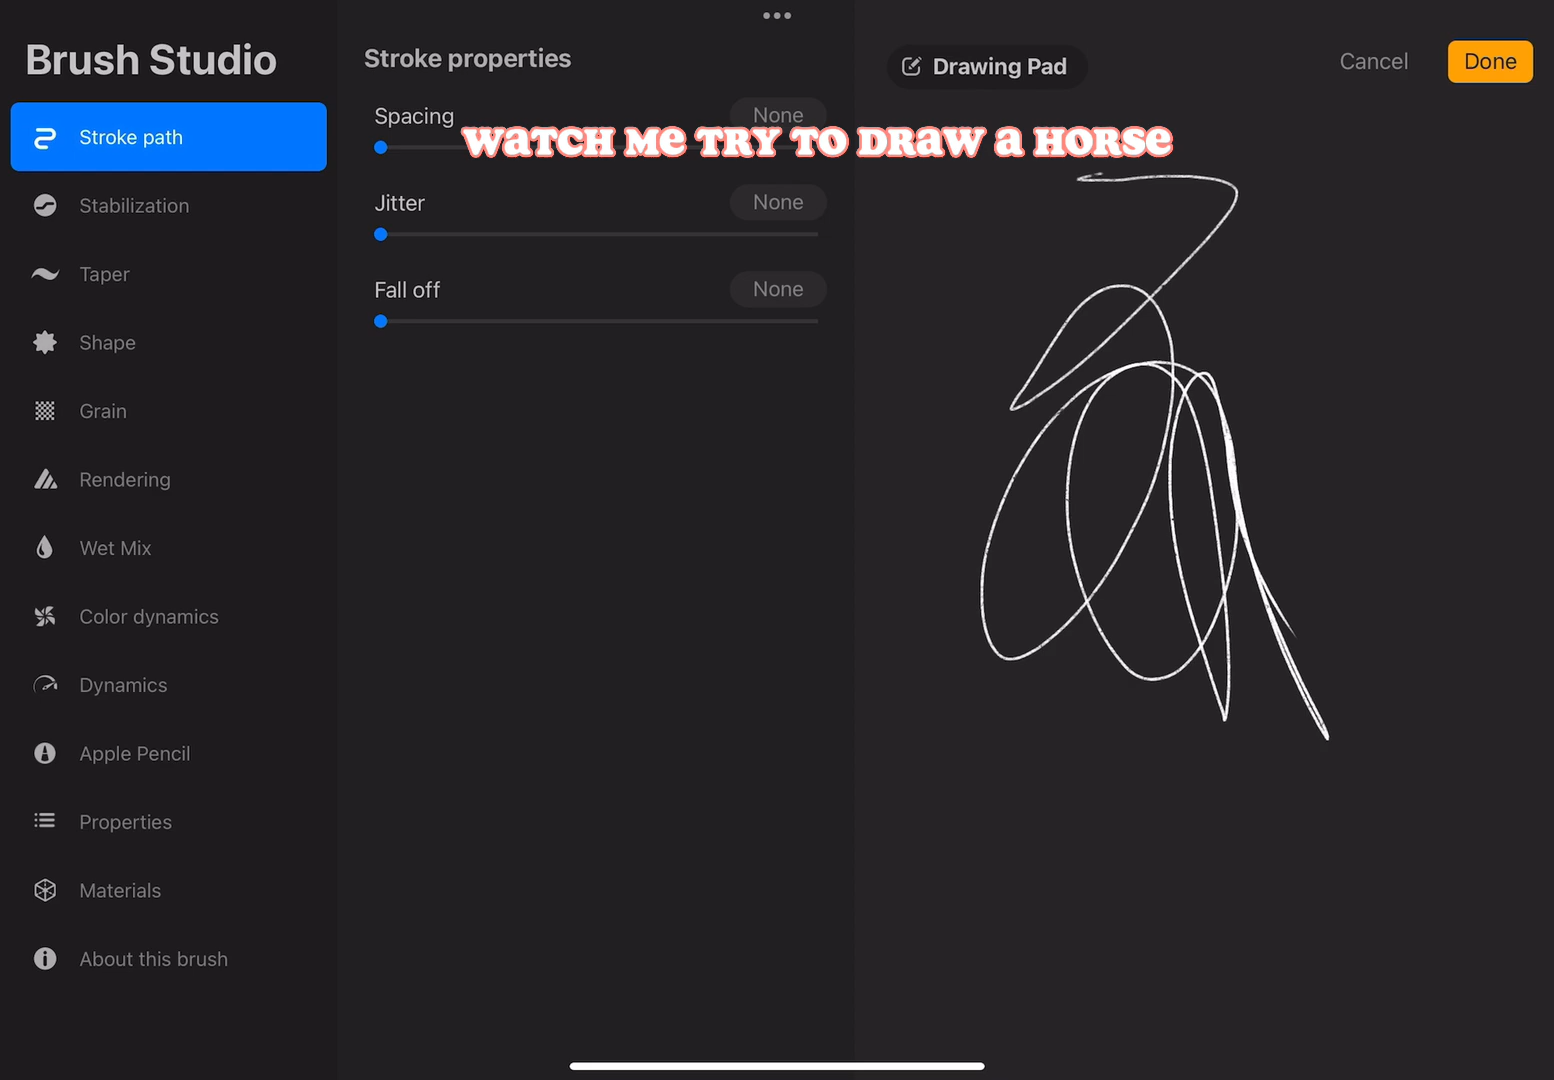 Brush Studio
Stroke path
Stabilization
Taper
Shape
Grain
Rendering
Wet Mix
Color dynamics
Dynamics
Apple Pencil
Properties
Materials
About this brush
Stroke properties
Spacing
None
Jitter
None
Fall off
None
WATCH ME TRY TO DRAW A HORSE
Drawing Pad
Cancel
Done